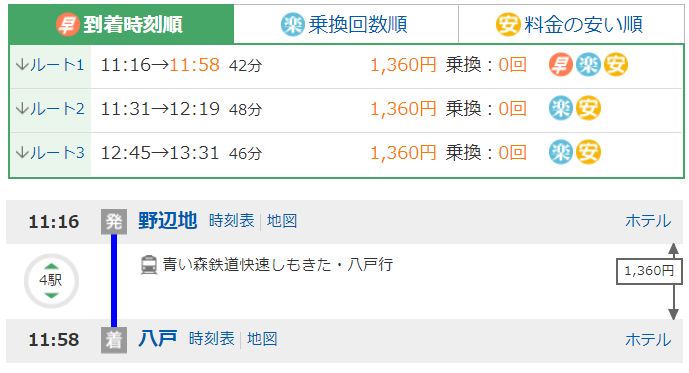 早 到着時刻順 楽 乗換回数順 安 料金の安い順
ルート1 11:16→11:58 42分 1,360円 乗換：0回 早 楽 安
ルート2 11:31→12:19 48分 1,360円 乗換：0回 楽 安
ルート3 12:45→13:31 46分 1,360円 乗換：0回 楽 安
11:16 発 野辺地 時刻表 地図 ホテル
青い森鉄道快速しもきた・八戸行
4駅
1,360円
11:58 着 八戸 時刻表 地図 ホテル